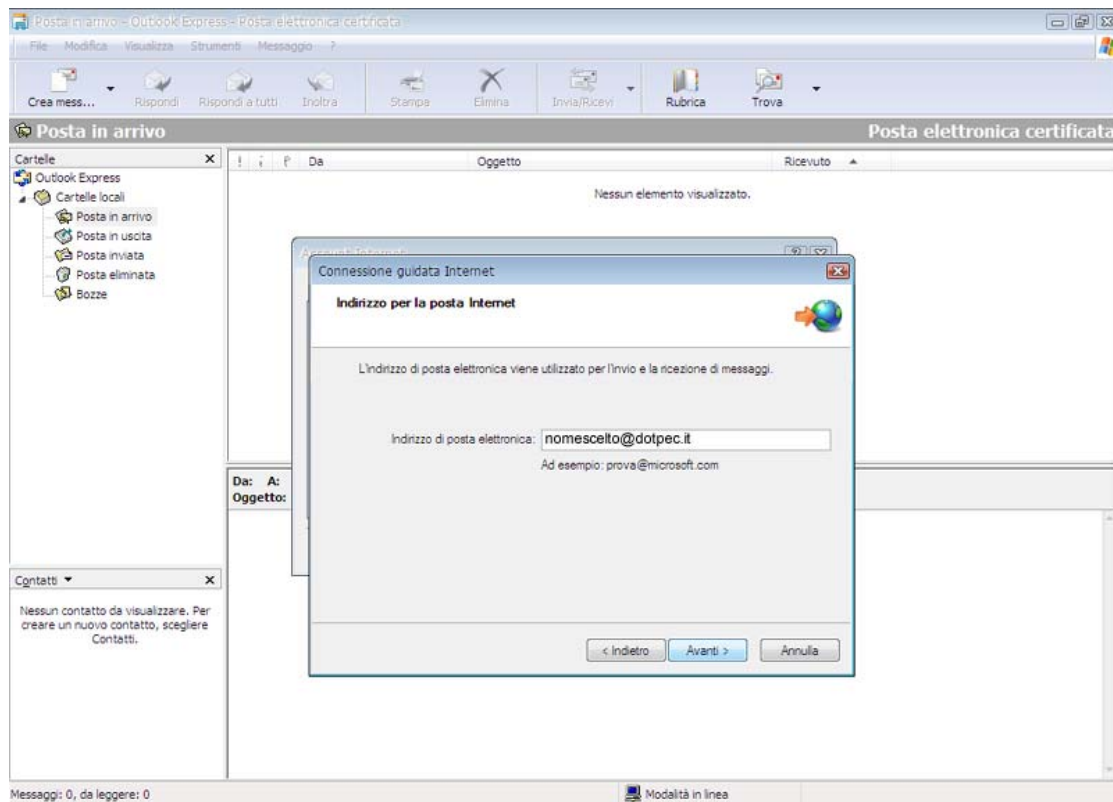 Posta in arrivo - Outlook Express - Posta elettronica certificata
File Modifica Visualizza Strumenti Messaggio ?
Crea mess... Rispondi Rispondi a tutti Inoltra Stampa Elimina Invia/Ricevi Rubrica Trova
Posta in arrivo Posta elettronica certificata
Cartelle
! Da Oggetto Ricevuto
Outlook Express
Nessun elemento visualizzato.
Cartelle locali
Posta in arrivo
Posta in uscita
Posta inviata
Posta eliminata
Bozze
Account Internet
Connessione guidata Internet
Indirizzo per la posta Internet
L'indirizzo di posta elettronica viene utilizzato per l'invio e la ricezione di messaggi.
Indirizzo di posta elettronica: nomescelto@dotpec.it
Ad esempio: prova@microsoft.com
< Indietro Avanti > Annulla
Da: A:
Oggetto:
Contatti
Nessun contatto da visualizzare. Per
creare un nuovo contatto, scegliere
Contatti.
Messaggi: 0, da leggere: 0 Modalità in linea